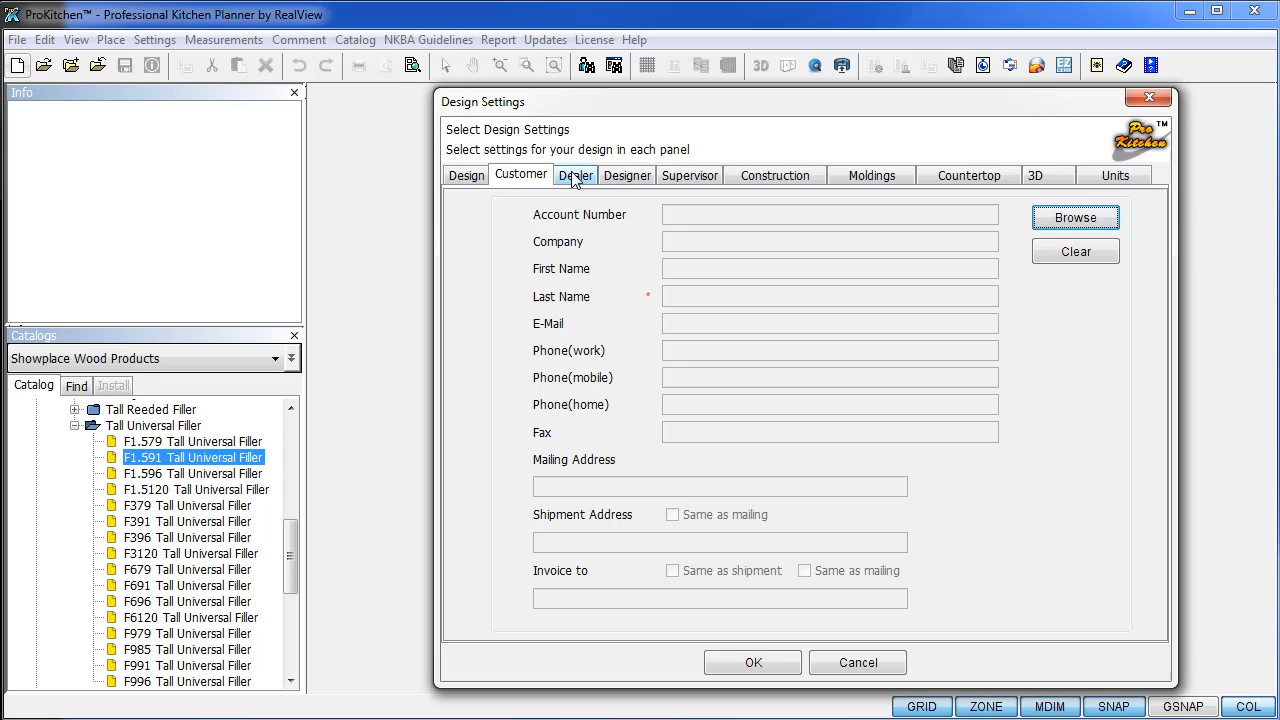 ProKitchen™ - Professional Kitchen Planner by RealView
File Edit View Place Settings Measurements Comment Catalog NKBA Guidelines Report Updates License Help
3D EZ
Info
Catalogs
Showplace Wood Products
Catalog Find Install
Tall Reeded Filler
Tall Universal Filler
F1.579 Tall Universal Filler
F1.591 Tall Universal Filler
F1.596 Tall Universal Filler
F1.5120 Tall Universal Filler
F379 Tall Universal Filler
F391 Tall Universal Filler
F396 Tall Universal Filler
F3120 Tall Universal Filler
F679 Tall Universal Filler
F691 Tall Universal Filler
F696 Tall Universal Filler
F6120 Tall Universal Filler
F979 Tall Universal Filler
F985 Tall Universal Filler
F991 Tall Universal Filler
F996 Tall Universal Filler
Design Settings
Select Design Settings
Select settings for your design in each panel
Pro Kitchen ™
Design Customer Dealer Designer Supervisor Construction Moldings Countertop 3D Units
Account Number
Company
First Name
Last Name *
E-Mail
Phone(work)
Phone(mobile)
Phone(home)
Fax
Mailing Address
Shipment Address Same as mailing
Invoice to Same as shipment Same as mailing
Browse
Clear
OK Cancel
GRID ZONE MDIM SNAP GSNAP COL